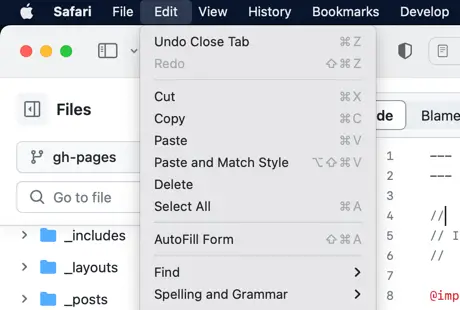 Safari File Edit View History Bookmarks Develop
Undo Close Tab ⌘Z
Redo ⇧⌘Z
Cut ⌘X
Copy ⌘C
Paste ⌘V
Paste and Match Style ⌥⇧⌘V
Delete
Select All ⌘A
AutoFill Form ⇧⌘A
Find
Spelling and Grammar
Files
gh-pages
Go to file
_includes
_layouts
_posts
de Blame
1 ---
2 ---
3
4 //
5 // I
6 //
7
8 @imp